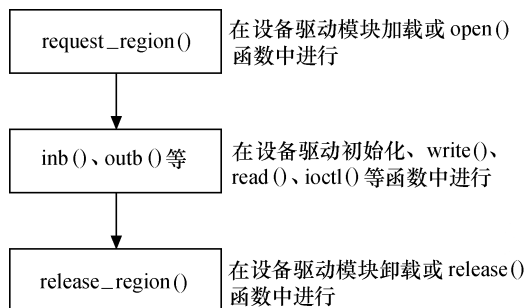 request_region()
在设备驱动模块加载或 open()
函数中进行
inb()、outb()等
在设备驱动初始化、write()、
read()、ioctl()等函数中进行
release_region()
在设备驱动模块卸载或 release()
函数中进行